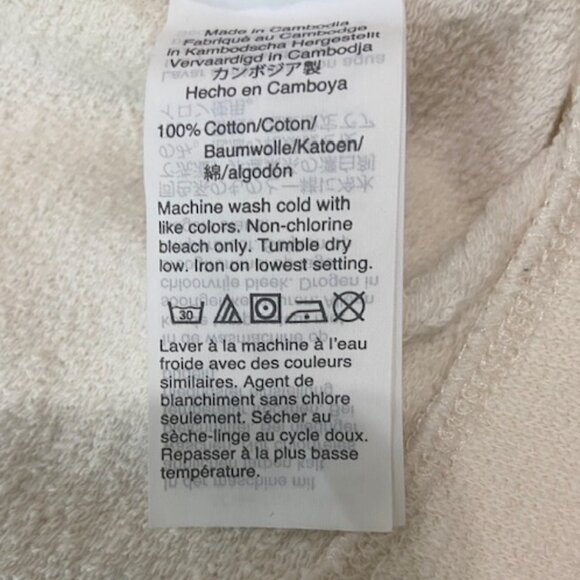 Made in Cambodia
Fabriqué au Cambodge
in Kambodscha Hergestellt
Vervaardigd in Cambodja
カンボジア製
Hecho en Camboya
100% Cotton/Coton/
Baumwolle/Katoen/
綿/algodón
Machine wash cold with
like colors. Non-chlorine
bleach only. Tumble dry
low. Iron on lowest setting.
30
Laver à la machine à l'eau
froide avec des couleurs
similaires. Agent de
blanchiment sans chlore
seulement. Sécher au
sèche-linge au cycle doux.
Repasser à la plus basse
température.